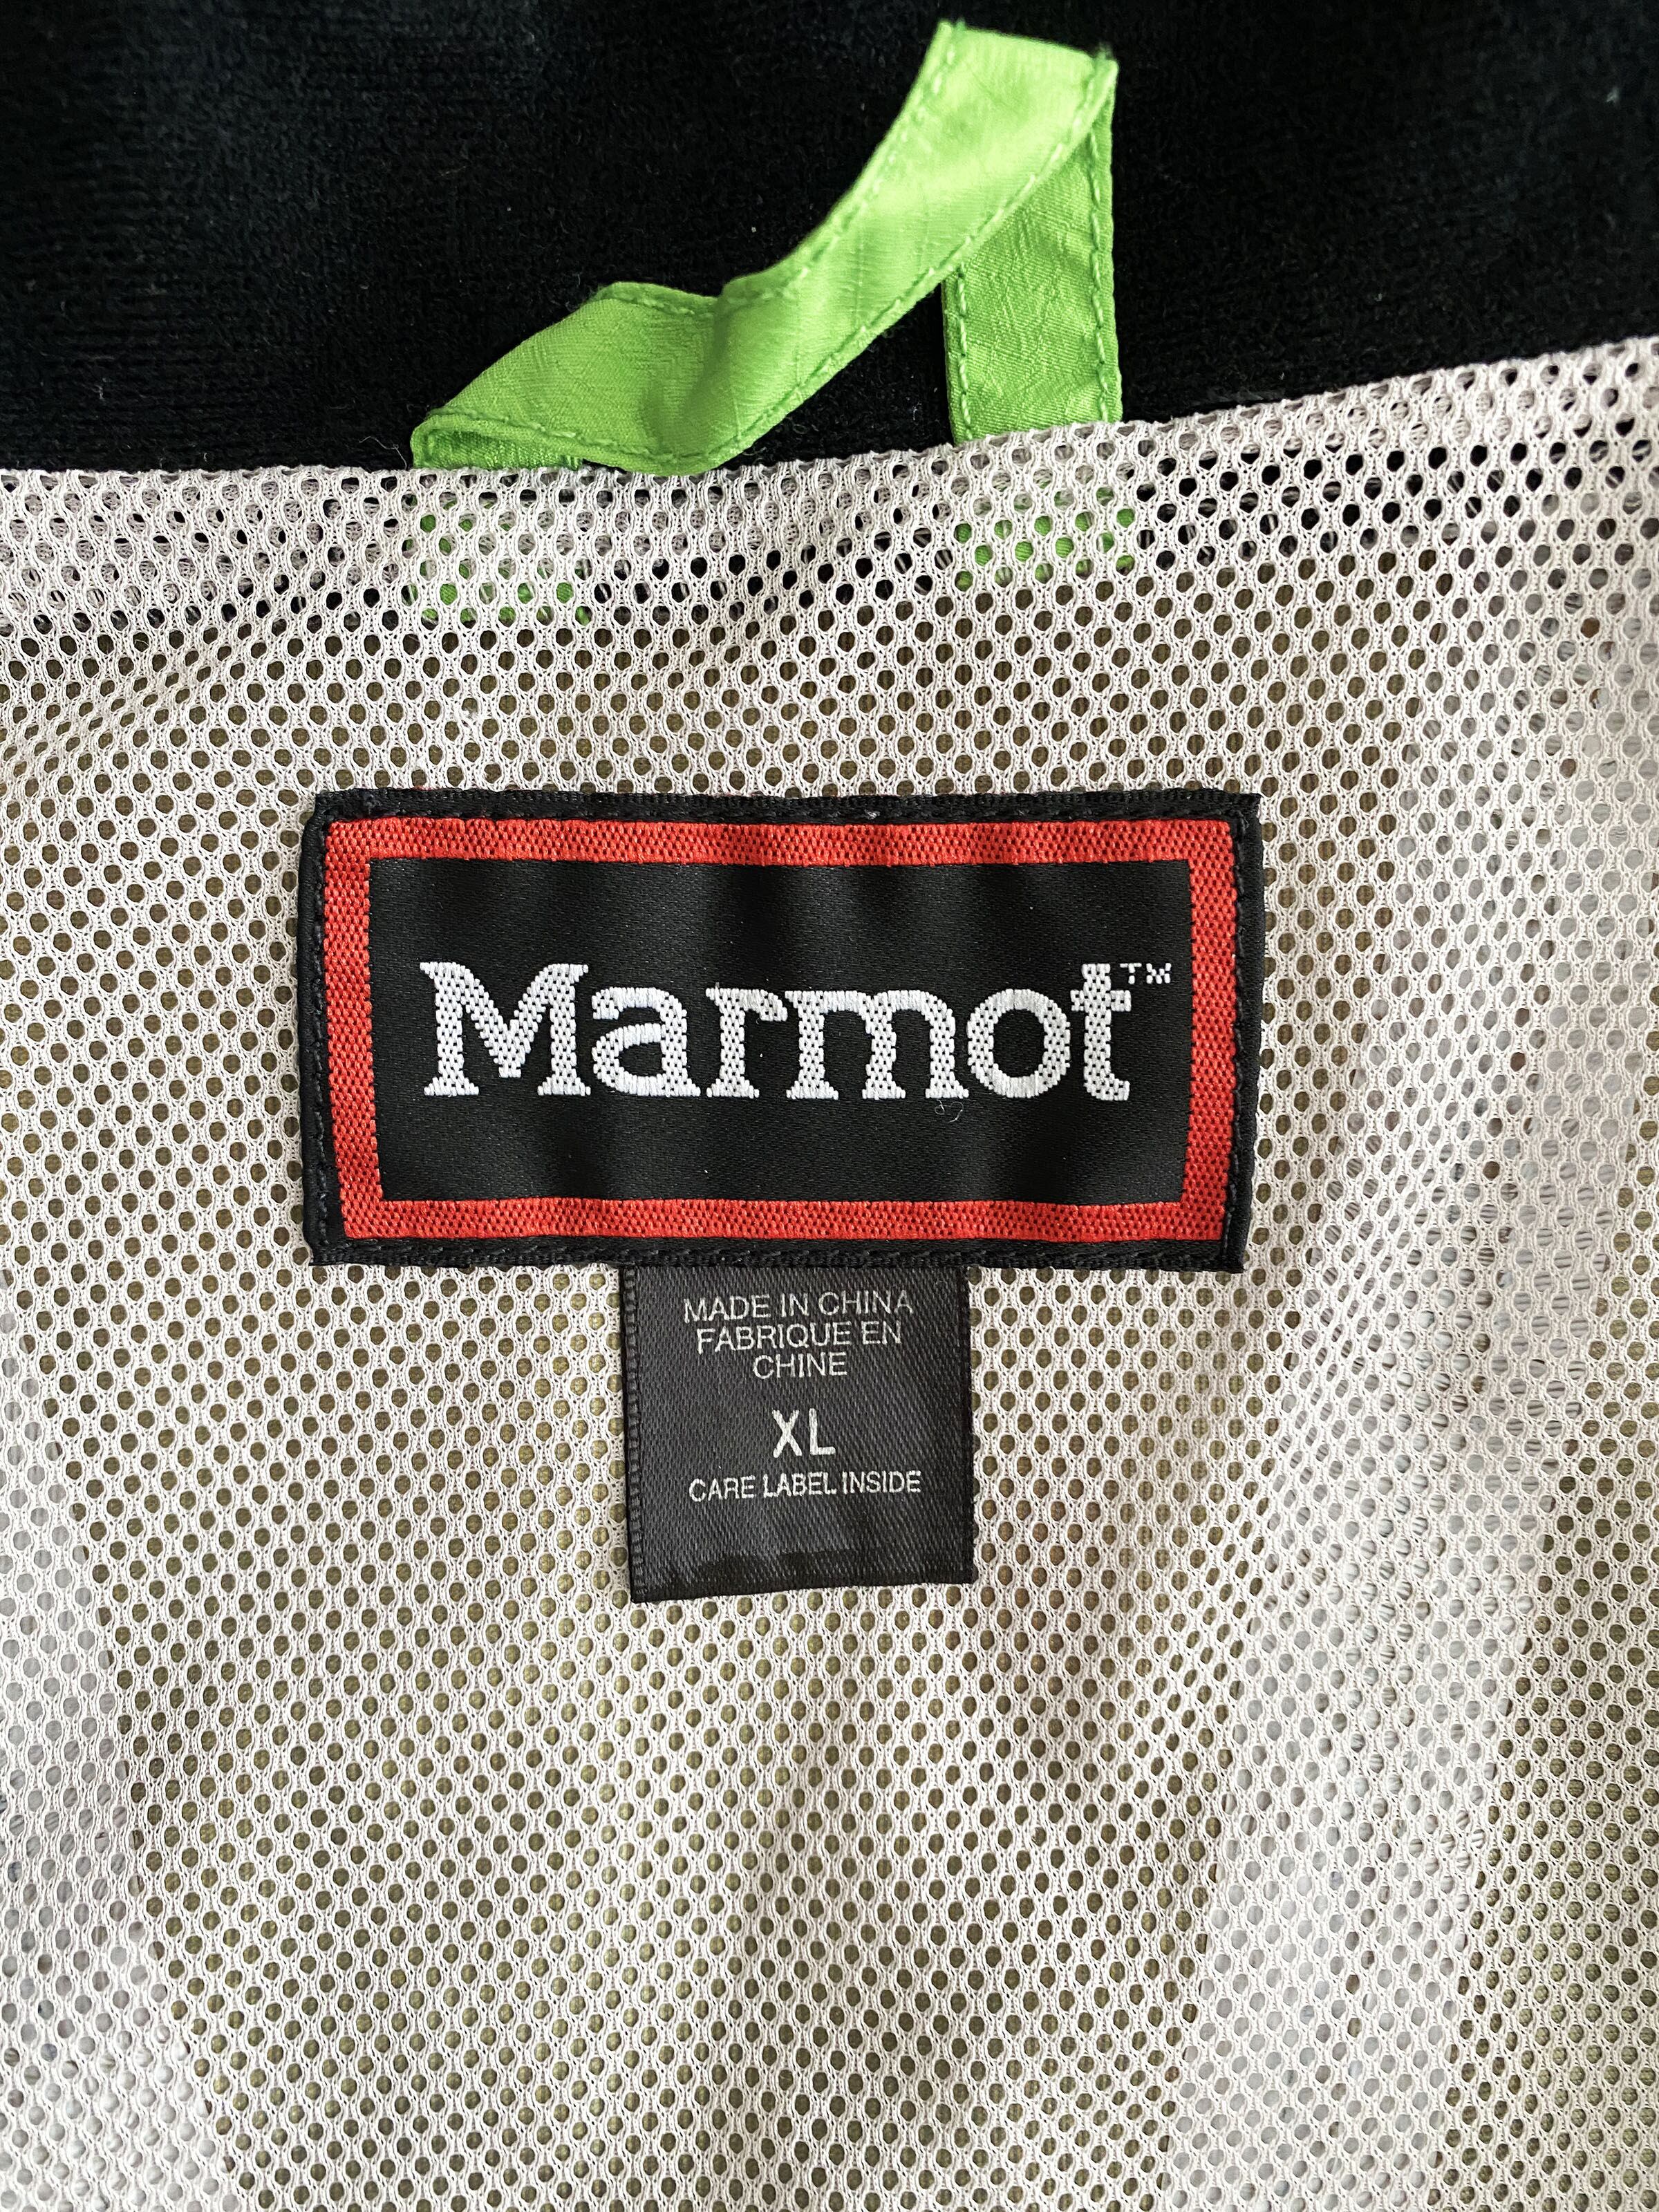 Marmot™
MADE IN CHINA
FABRIQUE EN
CHINE
XL
CARE LABEL INSIDE